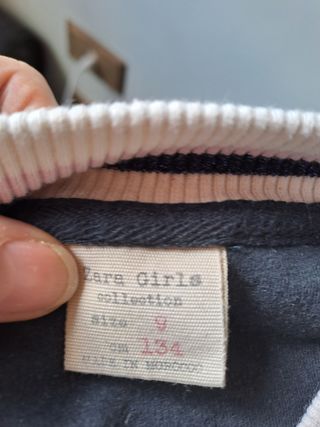 Zara Girls
collection
size 9
cm 134
MADE IN MOROCCO